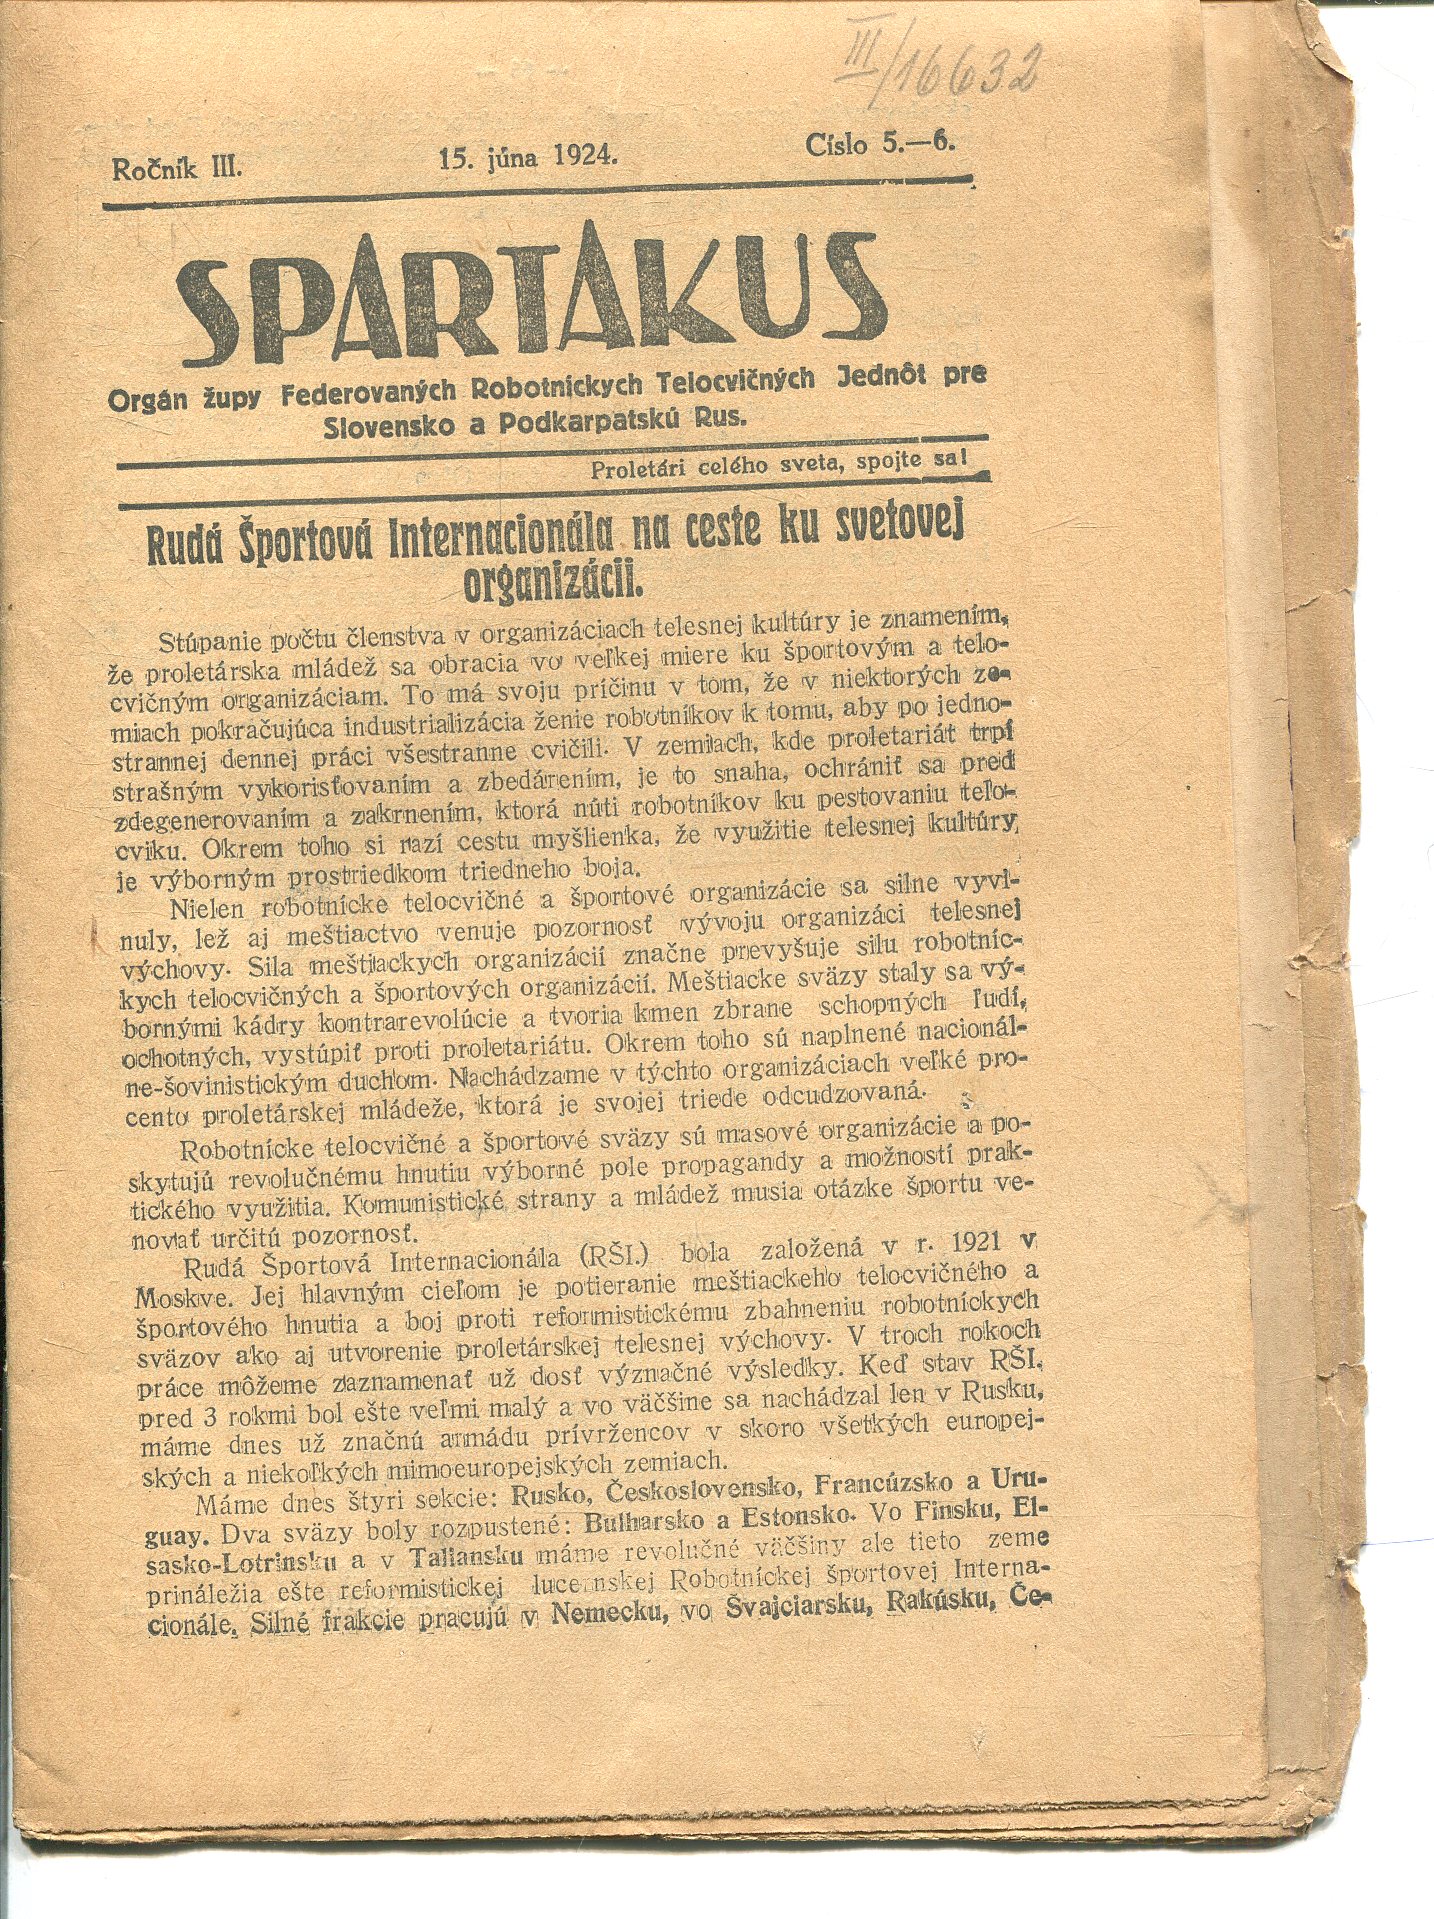 III/16632
Ročník III.
15. júna 1924.
Číslo 5.—6.
SPARTAKUS
Orgán župy Federovaných Robotníckych Telocvičných Jednôt pre
Slovensko a Podkarpatskú Rus.
Proletári celého sveta, spojte sa!
Rudá Športová Internacionála na ceste ku svetovej
organizácii.
Stúpanie počtu členstva v organizáciach telesnej kultúry je znamením,
že proletárska mládež sa obracia vo veľkej miere ku športovým a telo-
cvičným organizáciam. To má svoju príčinu v tom, že v niektorých ze-
miach pokračujúca industrializácia ženie robotníkov k tomu, aby po jedno-
strannej dennej práci všestranne cvičili. V zemiach, kde proletariát trpí
strašným vykorisťovaním a zbedárením, je to snaha, ochrániť sa pred
zdegenerovaním a zakrnením, ktorá núti robotníkov ku pestovaniu telo-
cviku. Okrem toho si razí cestu myšlienka, že využitie telesnej kultúry
je výborným prostriedkom triedneho boja.
Nielen robotnícke telocvičné a športové organizácie sa silne vyvi-
nuly, lež aj meštiactvo venuje pozornosť vývoju organizáci telesnej
výchovy. Sila meštiackych organizácií značne prevyšuje silu robotníc-
kych telocvičných a športových organizácií. Meštiacke sväzy staly sa vý-
bornými kádry kontrarevolúcie a tvoria kmen zbrane schopných ľudí,
ochotných, vystúpiť proti proletariátu. Okrem toho sú naplnené nacionál-
ne-šovinistickým duchom. Nachádzame v týchto organizáciach veľké pro-
cento proletárskej mládeže, ktorá je svojej triede odcudzovaná.
Robotnícke telocvičné a športové sväzy sú masové organizácie a po-
skytujú revolučnému hnutiu výborné pole propagandy a možností prak-
tického využitia. Komunistické strany a mládež musia otázke športu ve-
novať určitú pozornosť.
Rudá Športová Internacionála (RŠI.) bola založená v r. 1921 v
Moskve. Jej hlavným cieľom je potieranie meštiackeho telocvičného a
športového hnutia a boj proti reformistickému zbahneniu robotníckych
sväzov ako aj utvorenie proletárskej telesnej výchovy. V troch rokoch
práce môžeme zaznamenať už dosť význačné výsledky. Keď stav RŠI.
pred 3 rokmi bol ešte veľmi malý a vo väčšine sa nachádzal len v Rusku,
máme dnes už značnú armádu prívržencov v skoro všetkých europej-
ských a niekoľkých mimoeuropejských zemiach.
Máme dnes štyri sekcie: Rusko, Československo, Francúzsko a Uru-
guay. Dva sväzy boly rozpustené: Bulharsko a Estonsko. Vo Finsku, El-
sasko-Lotrinsku a v Taliansku máme revolučné väčšiny ale tieto zeme
prináležia ešte reformistickej lucernskej Robotníckej športovej Interna-
cionále. Silné frakcie pracujú v Nemecku, vo Švajciarsku, Rakúsku, Če-